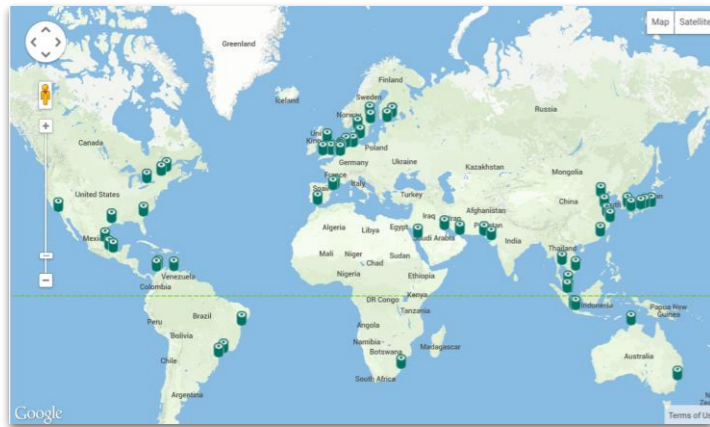 Map
Satellite
Greenland
Iceland
Finland
Sweden
Norway
Russia
United
Kingdom
Poland
Germany
Ukraine
Kazakhstan
Mongolia
Canada
France
Spain
Italy
Turkey
United States
China
Iraq
Iran
Afghanistan
Pakistan
Algeria
Libya
Egypt
Saudi Arabia
India
Mexico
Mali
Niger
Chad
Sudan
Thailand
Nigeria
Ethiopia
Venezuela
Colombia
DR Congo
Kenya
Indonesia
Papua New
Guinea
Tanzania
Peru
Brazil
Angola
Bolivia
Namibia
Botswana
Madagascar
Chile
Australia
South Africa
Argentina
Google
Terms of Us